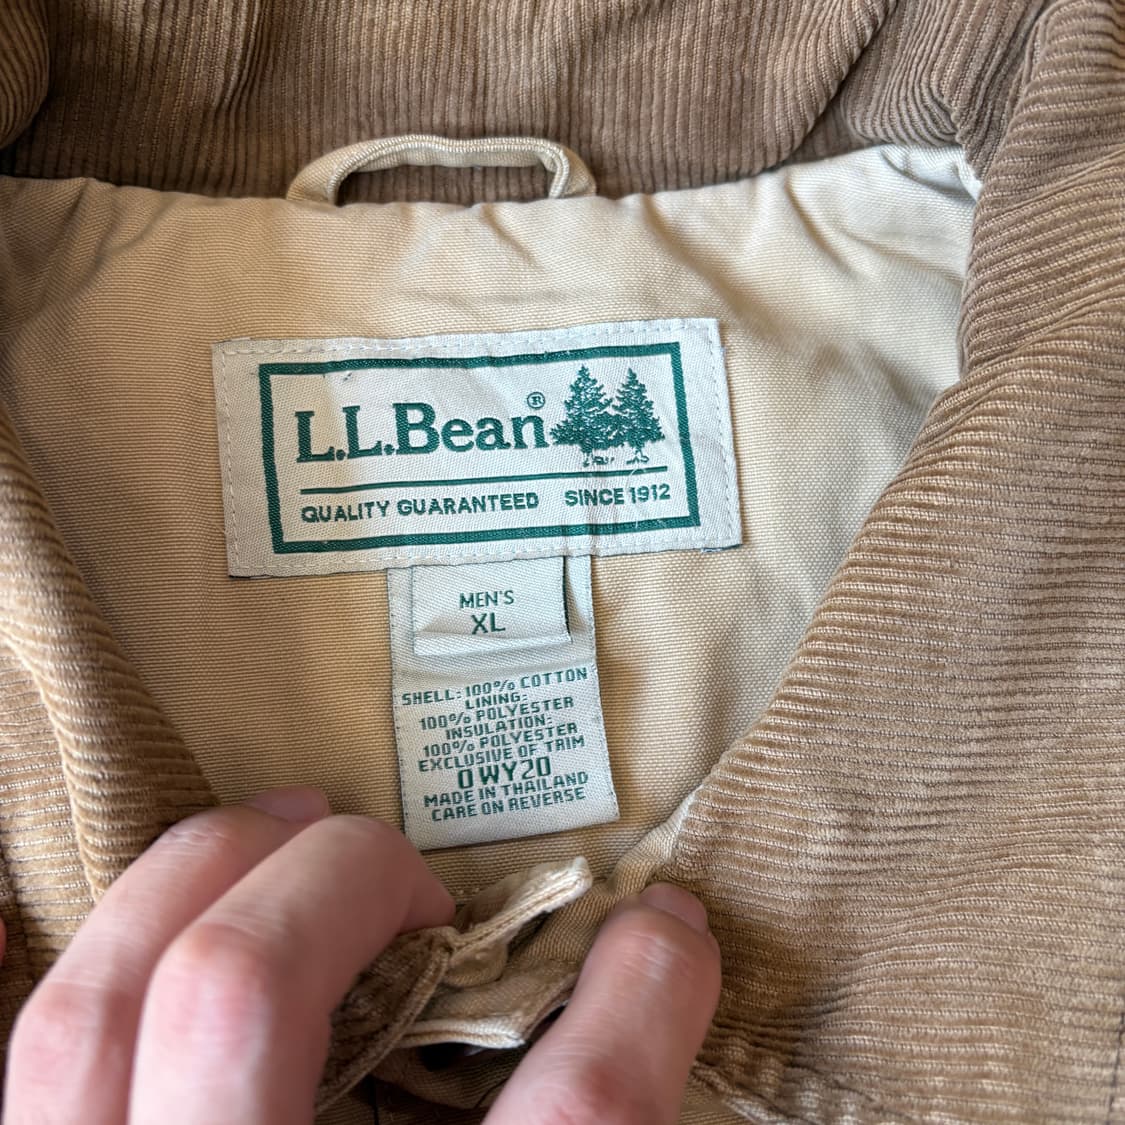 L.L.Bean®
QUALITY GUARANTEED SINCE 1912
MEN'S
XL
SHELL: 100% COTTON
LINING:
100% POLYESTER
INSULATION:
100% POLYESTER
EXCLUSIVE OF TRIM
0WY20
MADE IN THAILAND
CARE ON REVERSE